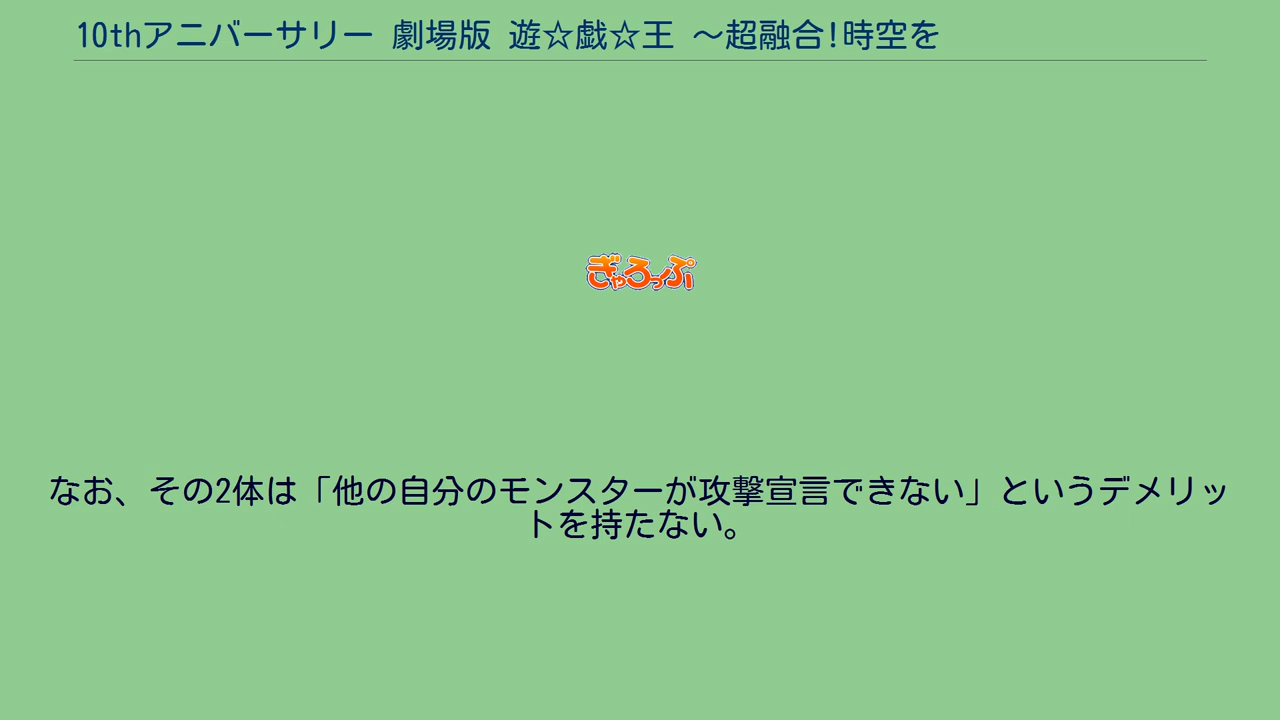 10thアニバーサリー 劇場版 遊☆戯☆王 ～超融合!時空を
ぎゃろっぷ
なお、その2体は「他の自分のモンスターが攻撃宣言できない」というデメリッ
トを持たない。